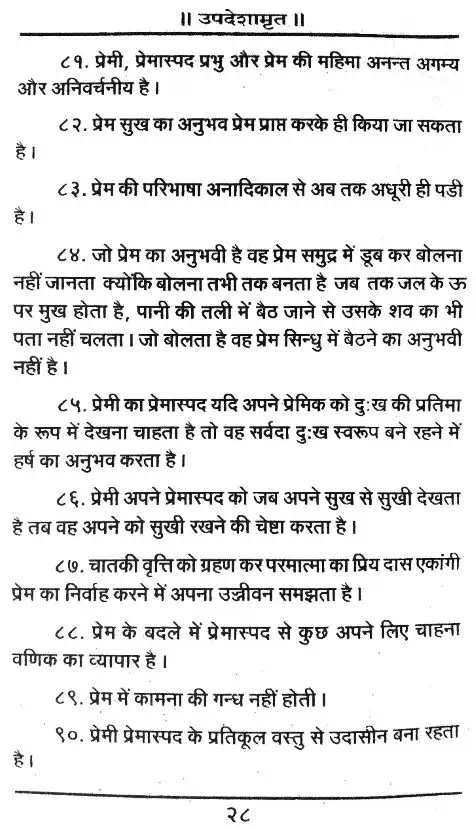 ॥ उपदेशामृत ॥
८१. प्रेमी, प्रेमास्पद प्रभु और प्रेम की महिमा अनन्त अगम्य
और अनिवर्चनीय है ।
८२. प्रेम सुख का अनुभव प्रेम प्राप्त करके ही किया जा सकता
है ।
८३. प्रेम की परिभाषा अनादिकाल से अब तक अधूरी ही पडी
है ।
८४. जो प्रेम का अनुभवी है वह प्रेम समुद्र में डूब कर बोलना
नहीं जानता क्योंकि बोलना तभी तक बनता है जब तक जल के ऊ
पर मुख होता है, पानी की तली में बैठ जाने से उसके शव का भी
पता नहीं चलता । जो बोलता है वह प्रेम सिन्धु में बैठने का अनुभवी
नहीं है ।
८५. प्रेमी का प्रेमास्पद यदि अपने प्रेमिक को दुःख की प्रतिमा
के रूप में देखना चाहता है तो वह सर्वदा दुःख स्वरूप बने रहने में
हर्ष का अनुभव करता है ।
८६. प्रेमी अपने प्रेमास्पद को जब अपने सुख से सुखी देखता
है तब वह अपने को सुखी रखने की चेष्टा करता है ।
८७. चातकी वृत्ति को ग्रहण कर परमात्मा का प्रिय दास एकांगी
प्रेम का निर्वाह करने में अपना उज्जीवन समझता है ।
८८. प्रेम के बदले में प्रेमास्पद से कुछ अपने लिए चाहना
वणिक का व्यापार है ।
८९. प्रेम में कामना की गन्ध नहीं होती ।
९०. प्रेमी प्रेमास्पद के प्रतिकूल वस्तु से उदासीन बना रहता
है ।
२८